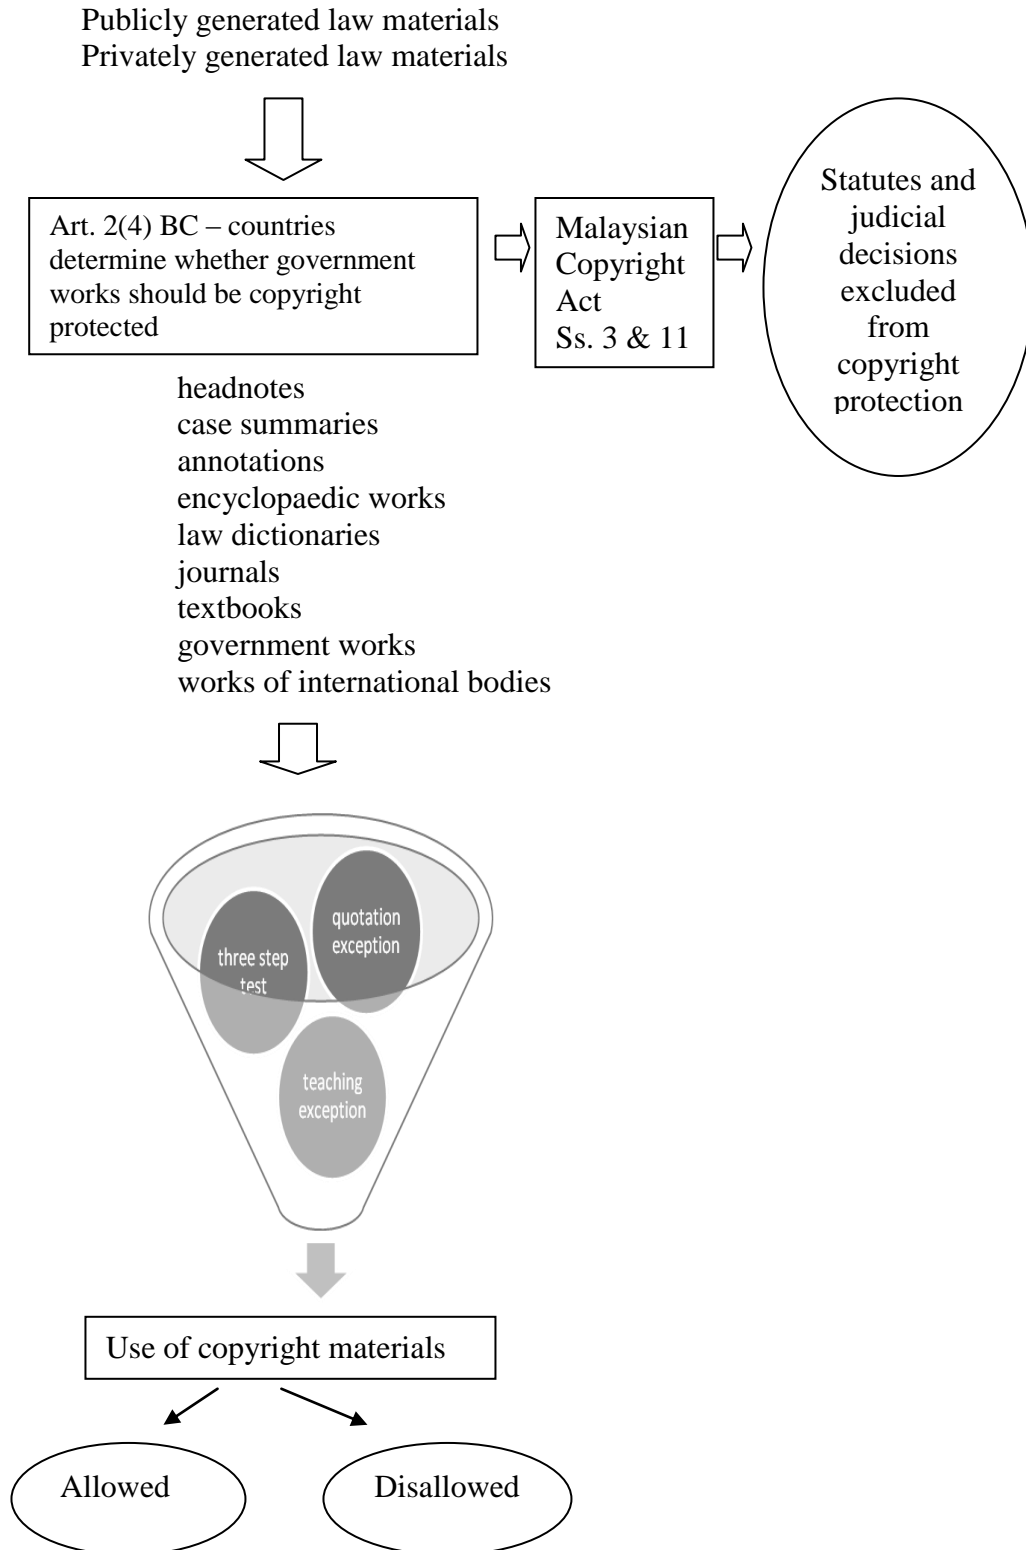 Publicly generated law materials
Privately generated law materials
Art. 2(4) BC – countries
determine whether government
works should be copyright
protected
Malaysian
Copyright
Act
Ss. 3 & 11
Statutes and
judicial
decisions
excluded
from
copyright
protection
headnotes
case summaries
annotations
encyclopaedic works
law dictionaries
journals
textbooks
government works
works of international bodies
quotation
exception
three step
test
teaching
exception
Use of copyright materials
Allowed
Disallowed